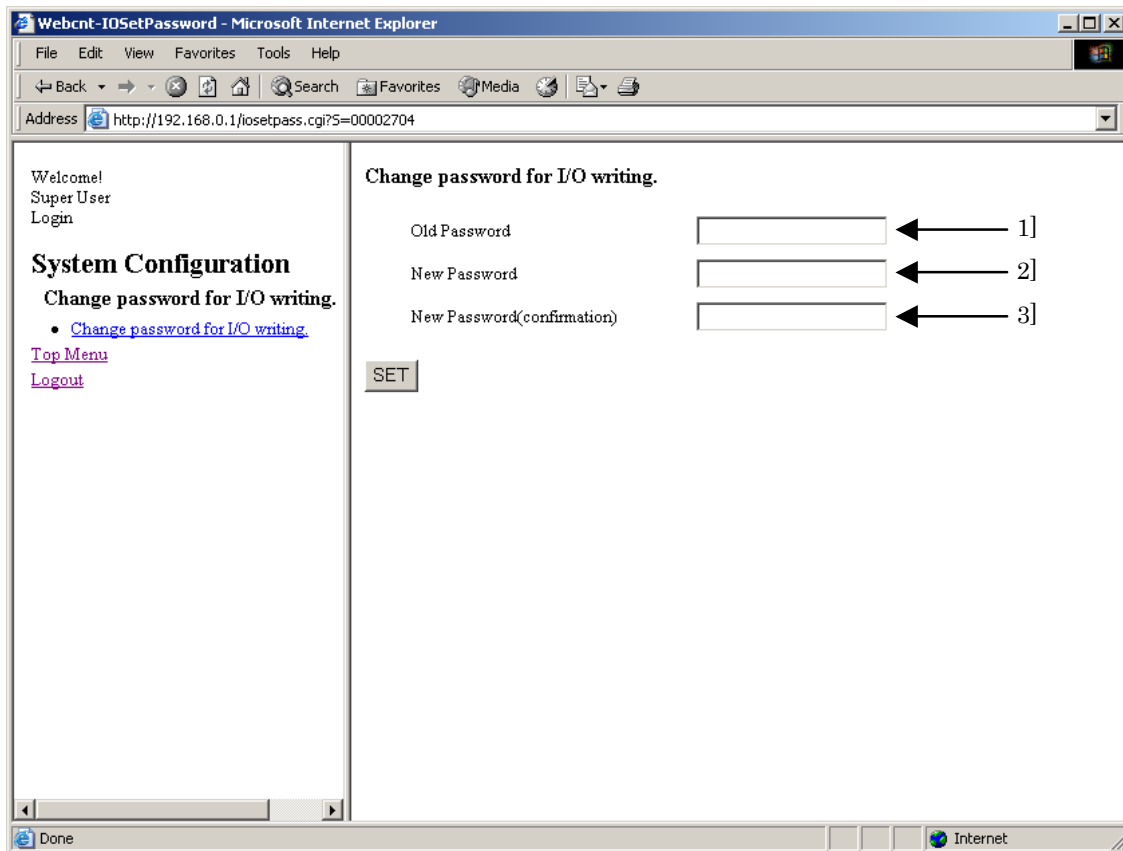 Webcnt-IOSetPassword - Microsoft Internet Explorer
File Edit View Favorites Tools Help
Back Search Favorites Media
Address http://192.168.0.1/iosetpass.cgi?S=00002704
Welcome!
Super User
Login
System Configuration
Change password for I/O writing.
Change password for I/O writing.
Top Menu
Logout
Change password for I/O writing.
Old Password 1]
New Password 2]
New Password(confirmation) 3]
SET
Done Internet